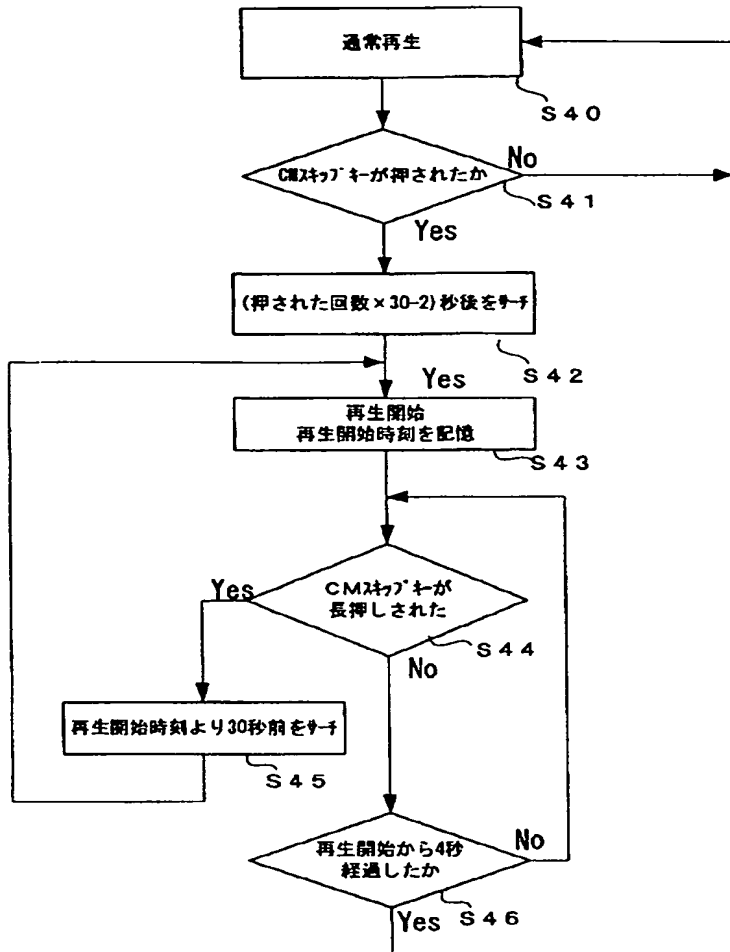 通常再生
S40
CMｽｷｯﾌﾟｷｰが押されたか
No
S41
Yes
(押された回数×30-2)秒後をｻｰﾁ
S42
Yes
再生開始
再生開始時刻を記憶
S43
CMｽｷｯﾌﾟｷｰが
長押しされた
Yes
S44
No
再生開始時刻より30秒前をｻｰﾁ
S45
再生開始から4秒
経過したか
No
S46
Yes